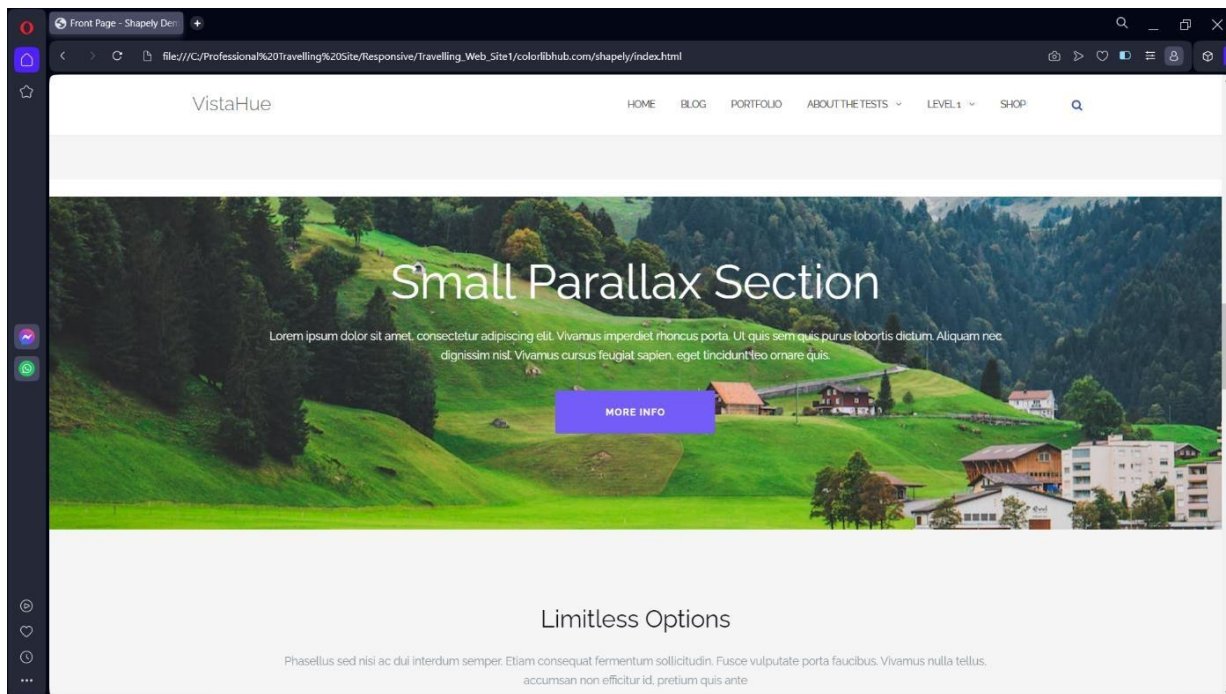 Front Page - Shapely Dem
file:///C:/Professional%20Travelling%20Site/Responsive/Travelling_Web_Site1/colorlibhub.com/shapely/index.html
VistaHue
HOME BLOG PORTFOLIO ABOUT THE TESTS LEVEL 1 SHOP
Small Parallax Section
Lorem ipsum dolor sit amet, consectetur adipiscing elit. Vivamus imperdiet rhoncus porta. Ut quis sem quis purus lobortis dictum. Aliquam nec
dignissim nisl. Vivamus cursus feugiat sapien, eget tincidunt leo ornare quis.
MORE INFO
Limitless Options
Phasellus sed nisi ac dui interdum semper. Etiam consequat fermentum sollicitudin. Fusce vulputate porta faucibus. Vivamus nulla tellus,
accumsan non efficitur id, pretium quis ante